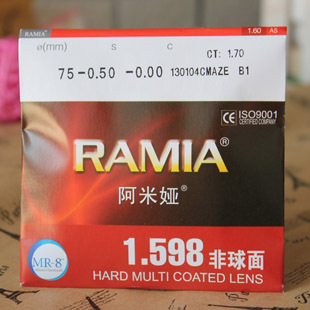 RAMIA® 1.60 AS
ø(mm) S C
CT: 1.70
75-0.50 -0.00 130104CMAZE B1
CE ISO9001
CERTIFIED COMPANY
RAMIA®
阿米娅®
MR-8™
1.598 非球面
HARD MULTI COATED LENS